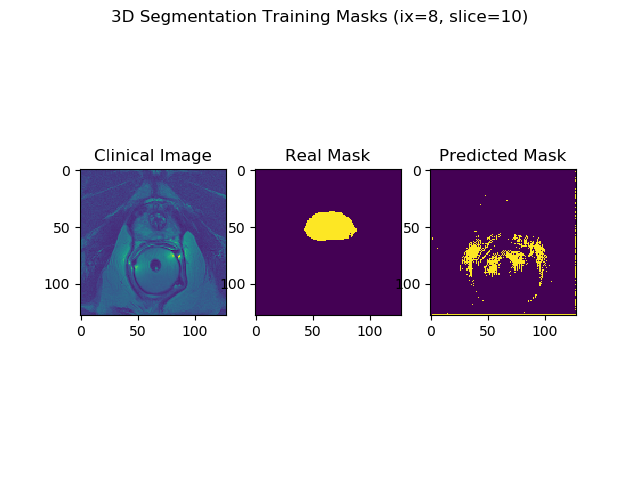 3D Segmentation Training Masks (ix=8, slice=10)
Clinical Image Real Mask Predicted Mask
0 0 0
50 50 50
100 100 100
0 50 100 0 50 100 0 50 100